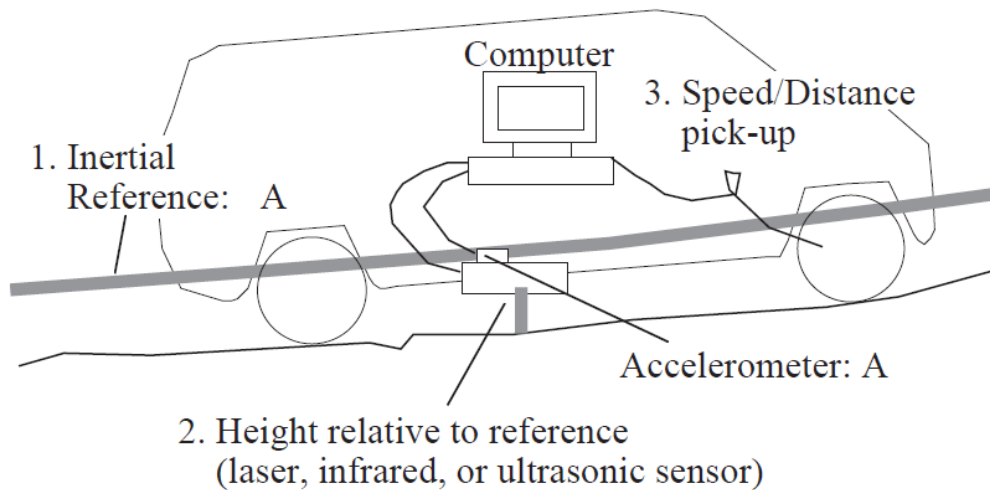 Computer
3. Speed/Distance
pick-up
1. Inertial
Reference: A
Accelerometer: A
2. Height relative to reference
(laser, infrared, or ultrasonic sensor)